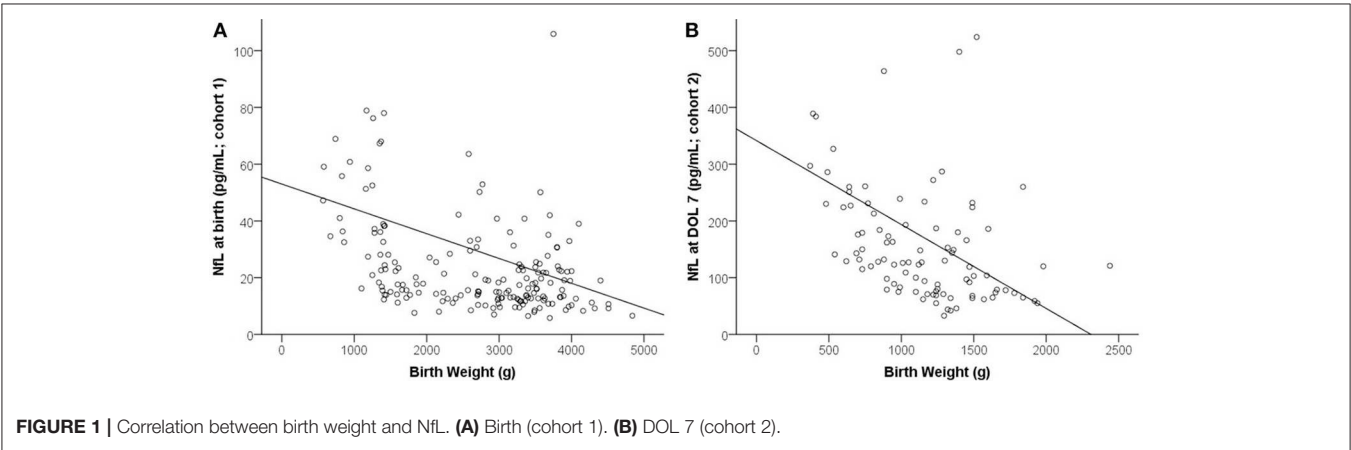 A
NfL at birth (pg/mL; cohort 1)
100
80
60
40
20
0
0 1000 2000 3000 4000 5000
Birth Weight (g)
B
NfL at DOL 7 (pg/mL; cohort 2)
500
400
300
200
100
0
0 500 1000 1500 2000 2500
Birth Weight (g)
FIGURE 1 | Correlation between birth weight and NfL. (A) Birth (cohort 1). (B) DOL 7 (cohort 2).